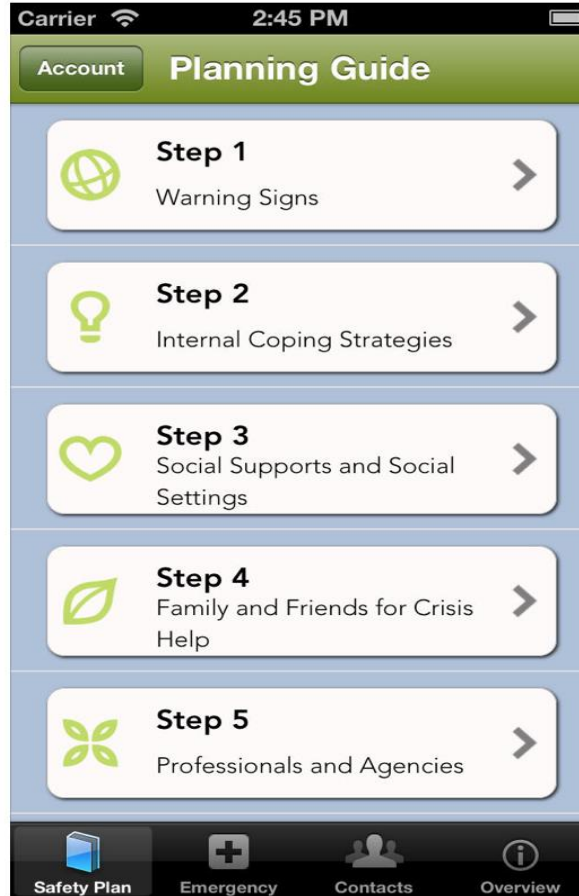 Carrier 2:45 PM
Account Planning Guide
Step 1
Warning Signs
Step 2
Internal Coping Strategies
Step 3
Social Supports and Social
Settings
Step 4
Family and Friends for Crisis
Help
Step 5
Professionals and Agencies
Safety Plan Emergency Contacts Overview